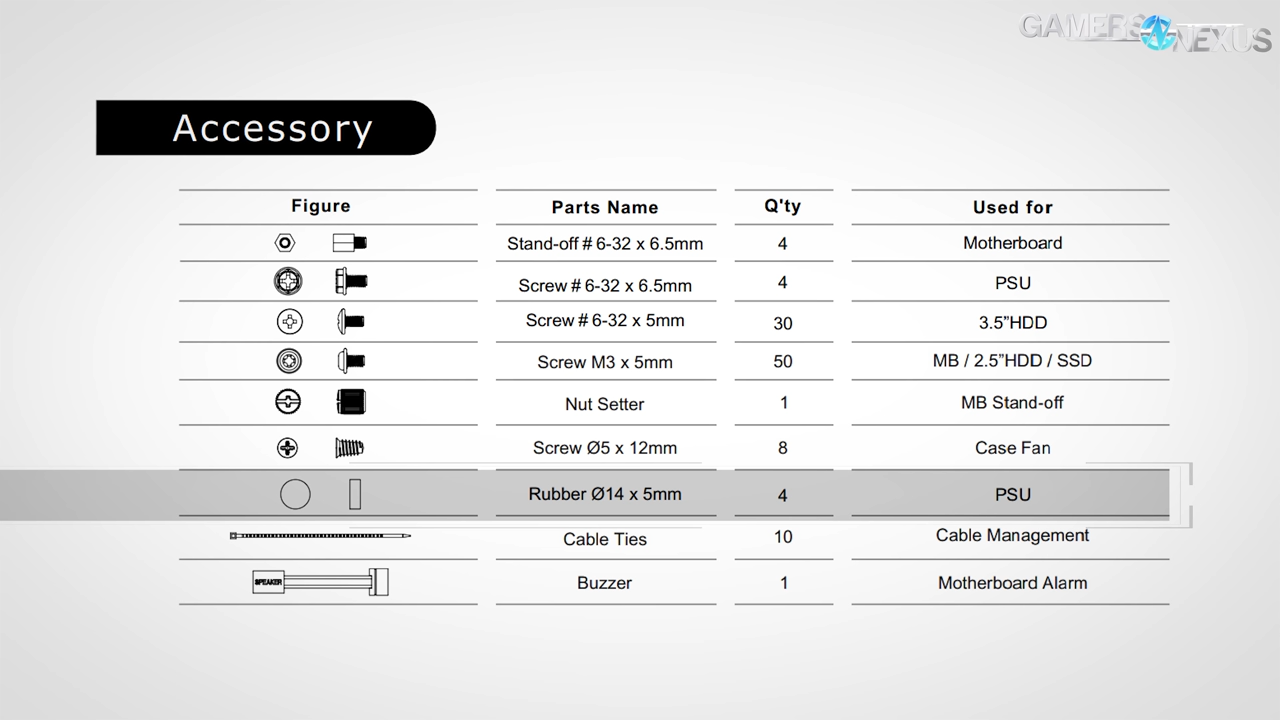 GAMERS NEXUS
Accessory
Figure Parts Name Q'ty Used for
Stand-off # 6-32 x 6.5mm 4 Motherboard
Screw # 6-32 x 6.5mm 4 PSU
Screw # 6-32 x 5mm 30 3.5”HDD
Screw M3 x 5mm 50 MB / 2.5”HDD / SSD
Nut Setter 1 MB Stand-off
Screw Ø5 x 12mm 8 Case Fan
Rubber Ø14 x 5mm 4 PSU
Cable Ties 10 Cable Management
SPEAKER Buzzer 1 Motherboard Alarm